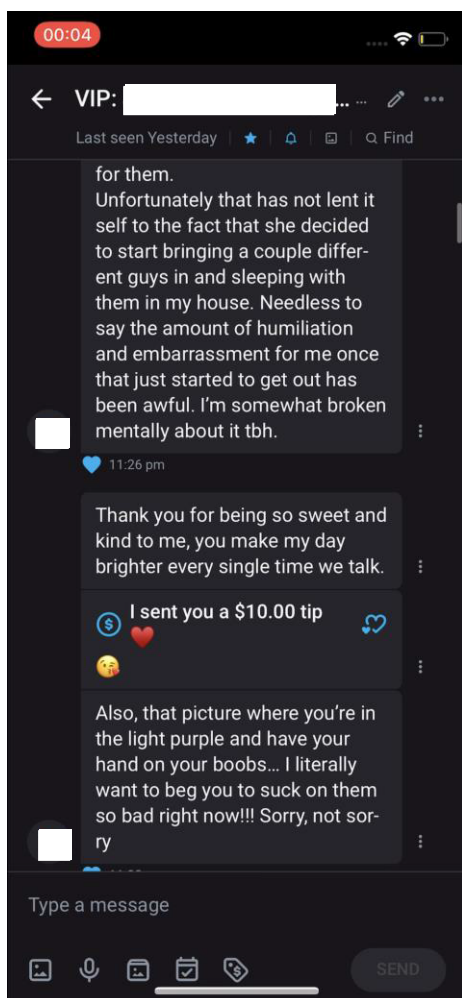 00:04
VIP: ... ...
Last seen Yesterday Find
for them.
Unfortunately that has not lent it
self to the fact that she decided
to start bringing a couple differ-
ent guys in and sleeping with
them in my house. Needless to
say the amount of humiliation
and embarrassment for me once
that just started to get out has
been awful. I’m somewhat broken
mentally about it tbh.
11:26 pm
Thank you for being so sweet and
kind to me, you make my day
brighter every single time we talk.
I sent you a $10.00 tip
❤️
😘
Also, that picture where you’re in
the light purple and have your
hand on your boobs... I literally
want to beg you to suck on them
so bad right now!!! Sorry, not sor-
ry
Type a message
SEND